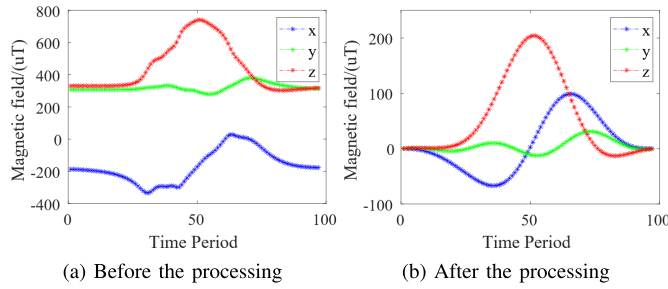 Magnetic field/(uT)
800
600
400
200
0
-200
-400
0
50
100
Time Period
x
y
z
(a) Before the processing
Magnetic field/(uT)
200
100
0
-100
0
50
100
Time Period
x
y
z
(b) After the processing